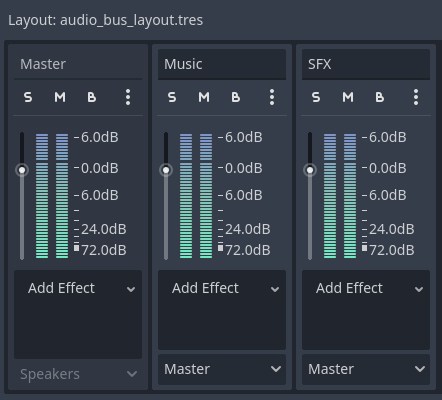 Layout: audio_bus_layout.tres
Master Music SFX
S M B S M B S M B
6.0dB 6.0dB 6.0dB
0.0dB 0.0dB 0.0dB
6.0dB 6.0dB 6.0dB
24.0dB 24.0dB 24.0dB
72.0dB 72.0dB 72.0dB
Add Effect Add Effect Add Effect
Speakers Master Master